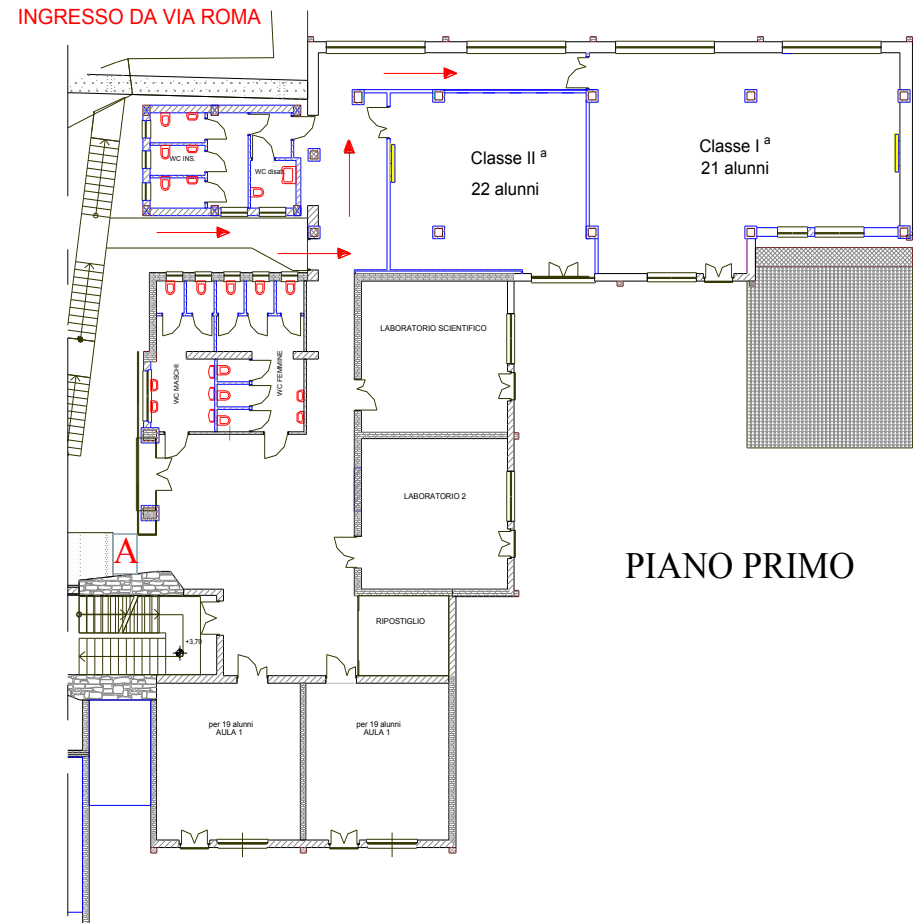 INGRESSO DA VIA ROMA
WC INS.
WC disab.
Classe II ª
22 alunni
Classe I ª
21 alunni
LABORATORIO SCIENTIFICO
WC MASCHI
WC FEMMINE
LABORATORIO 2
A
PIANO PRIMO
RIPOSTIGLIO
+3,70
per 19 alunni
AULA 1
per 19 alunni
AULA 1